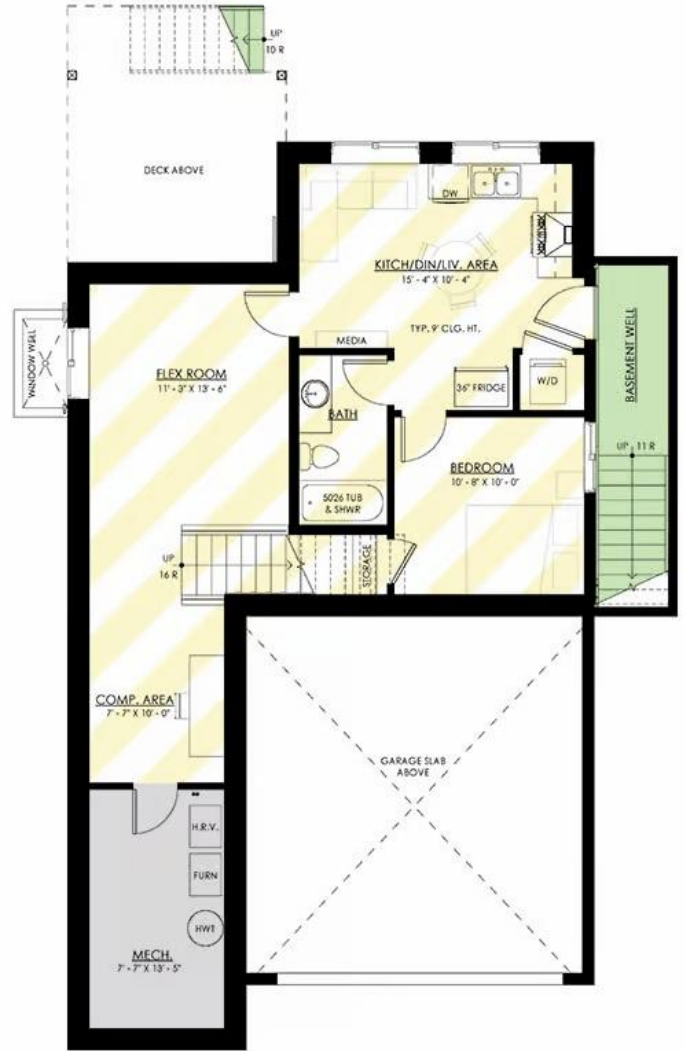 UP
10 R
DECK ABOVE
DW
KITCH/DIN/LIV. AREA
15' - 4" X 10' - 4"
TYP. 9' CLG. HT.
MEDIA
WINDOW WELL
FLEX ROOM
11' - 3" X 13' - 6"
36" FRIDGE
W/D
BASEMENT WELL
BATH
UP 11 R
BEDROOM
10' - 8" X 10' - 0"
5026 TUB
& SHWR
UP
16 R
STORAGE
COMP. AREA
7' - 7" X 10' - 0"
GARAGE SLAB
ABOVE
H.R.V.
FURN
HWT
MECH.
7' - 7" X 13' - 5"